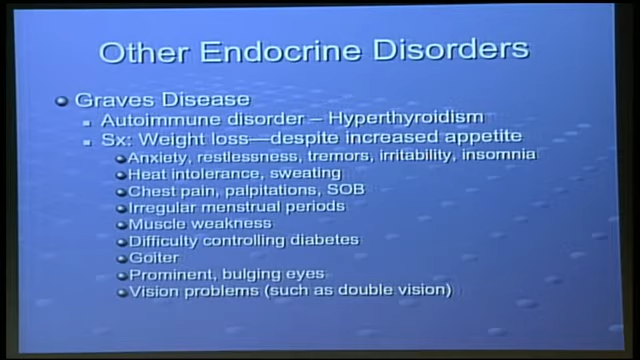 Other Endocrine Disorders
Graves Disease
Autoimmune disorder – Hyperthyroidism
Sx: Weight loss—despite increased appetite
Anxiety, restlessness, tremors, irritability, insomnia
Heat intolerance, sweating
Chest pain, palpitations, SOB
Irregular menstrual periods
Muscle weakness
Difficulty controlling diabetes
Goiter
Prominent, bulging eyes
Vision problems (such as double vision)